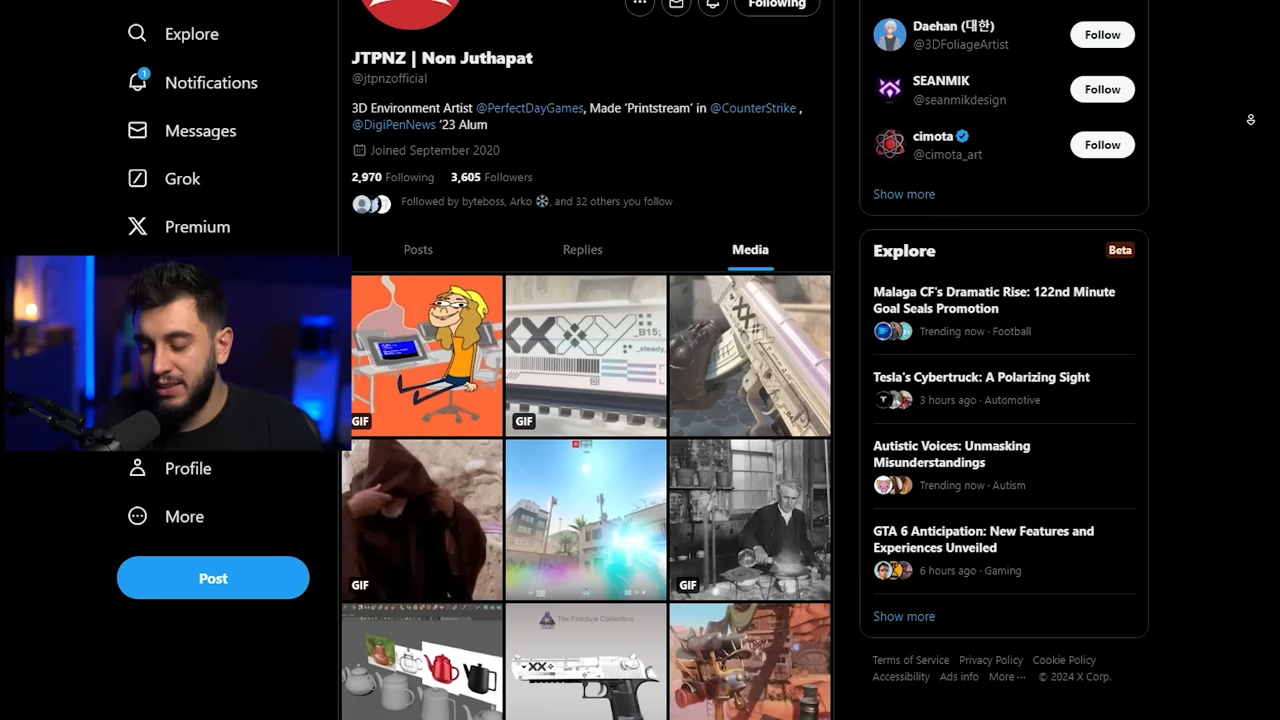 Explore
1
Notifications
Messages
Grok
Premium
Profile
More
Post
Following
JTPNZ | Non Juthapat
@jtpnzofficial
3D Environment Artist @PerfectDayGames, Made ‘Printstream’ in @CounterStrike ,
@DigiPenNews ‘23 Alum
Joined September 2020
2,970 Following 3,605 Followers
Followed by byteboss, Arko ❄️, and 32 others you follow
Posts Replies Media
GIF
XXXY
B15;
_steady,
GIF
GIF
GIF
The Fracture Collection
XX
Daehan (대한)
@3DFoliageArtist
Follow
SEANMIK
@seanmikdesign
Follow
cimota
@cimota_art
Follow
Show more
Explore
Beta
Malaga CF's Dramatic Rise: 122nd Minute
Goal Seals Promotion
Trending now · Football
Tesla's Cybertruck: A Polarizing Sight
3 hours ago · Automotive
Autistic Voices: Unmasking
Misunderstandings
Trending now · Autism
GTA 6 Anticipation: New Features and
Experiences Unveiled
6 hours ago · Gaming
Show more
Terms of Service Privacy Policy Cookie Policy
Accessibility Ads info More ··· © 2024 X Corp.